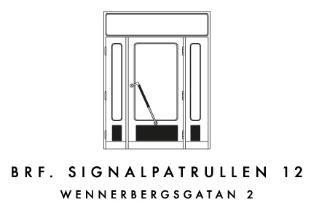 BRF. SIGNALPATRULLEN 12
WENNERBERGSGATAN 2